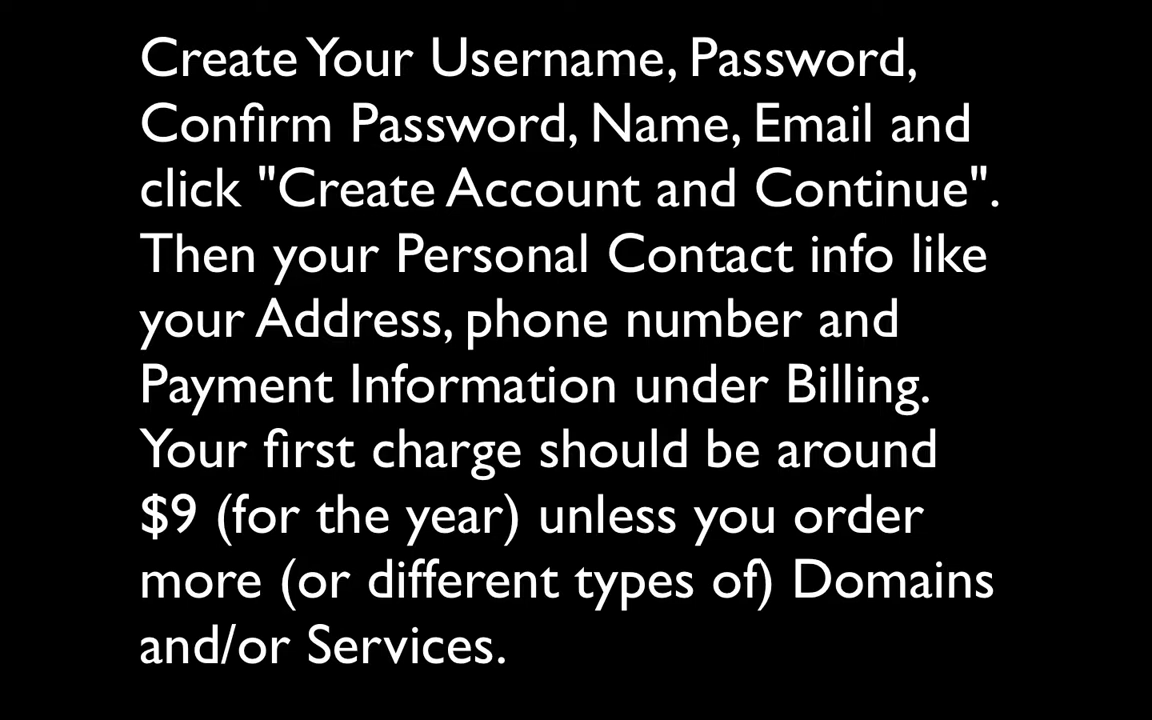 Create Your Username, Password,
Confirm Password, Name, Email and
click "Create Account and Continue".
Then your Personal Contact info like
your Address, phone number and
Payment Information under Billing.
Your first charge should be around
$9 (for the year) unless you order
more (or different types of) Domains
and/or Services.